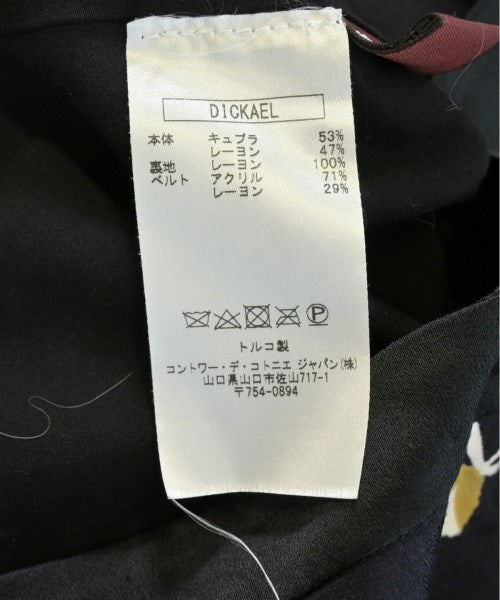 DICKAEL
本体 キュプラ 53%
レーヨン 47%
裏地 レーヨン 100%
ベルト アクリル 71%
レーヨン 29%
P
トルコ製
コントワー・デ・コトニエ ジャパン(株)
山口県山口市佐山717-1
〒754-0894